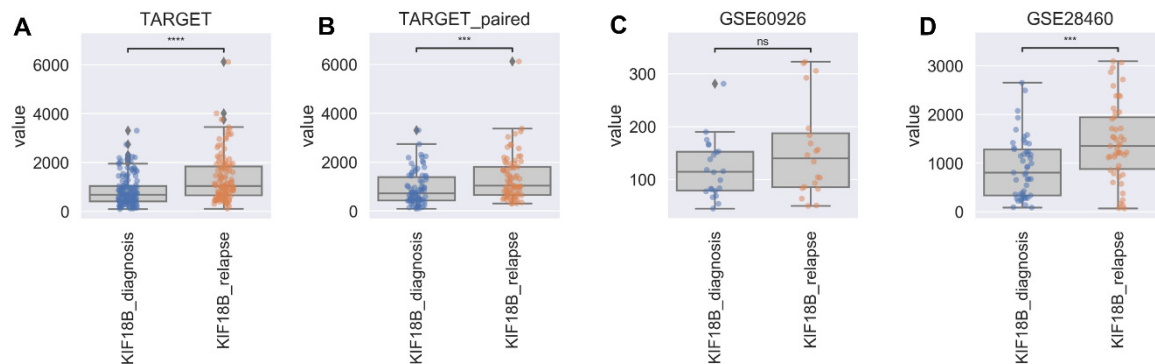 A
TARGET
****
value
6000
4000
2000
0
KIF18B_diagnosis
KIF18B_relapse
B
TARGET_paired
***
value
6000
4000
2000
0
KIF18B_diagnosis
KIF18B_relapse
C
GSE60926
ns
value
300
200
100
KIF18B_diagnosis
KIF18B_relapse
D
GSE28460
***
value
3000
2000
1000
0
KIF18B_diagnosis
KIF18B_relapse